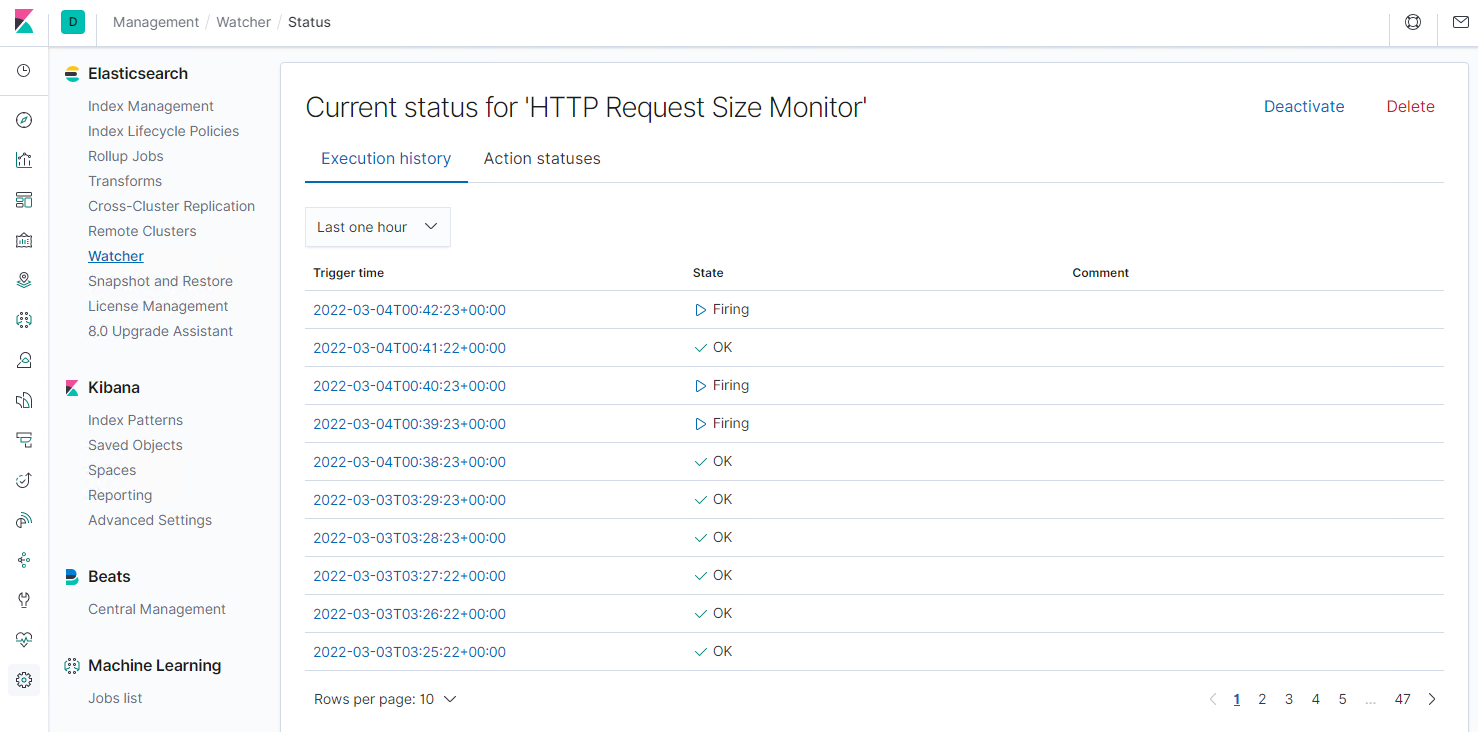 D Management / Watcher / Status
Elasticsearch
Index Management
Index Lifecycle Policies
Rollup Jobs
Transforms
Cross-Cluster Replication
Remote Clusters
Watcher
Snapshot and Restore
License Management
8.0 Upgrade Assistant
Kibana
Index Patterns
Saved Objects
Spaces
Reporting
Advanced Settings
Beats
Central Management
Machine Learning
Jobs list
Current status for 'HTTP Request Size Monitor'
Deactivate Delete
Execution history Action statuses
Last one hour
Trigger time State Comment
2022-03-04T00:42:23+00:00 Firing
2022-03-04T00:41:22+00:00 OK
2022-03-04T00:40:23+00:00 Firing
2022-03-04T00:39:23+00:00 Firing
2022-03-04T00:38:23+00:00 OK
2022-03-03T03:29:23+00:00 OK
2022-03-03T03:28:23+00:00 OK
2022-03-03T03:27:22+00:00 OK
2022-03-03T03:26:22+00:00 OK
2022-03-03T03:25:22+00:00 OK
Rows per page: 10
1 2 3 4 5 ... 47